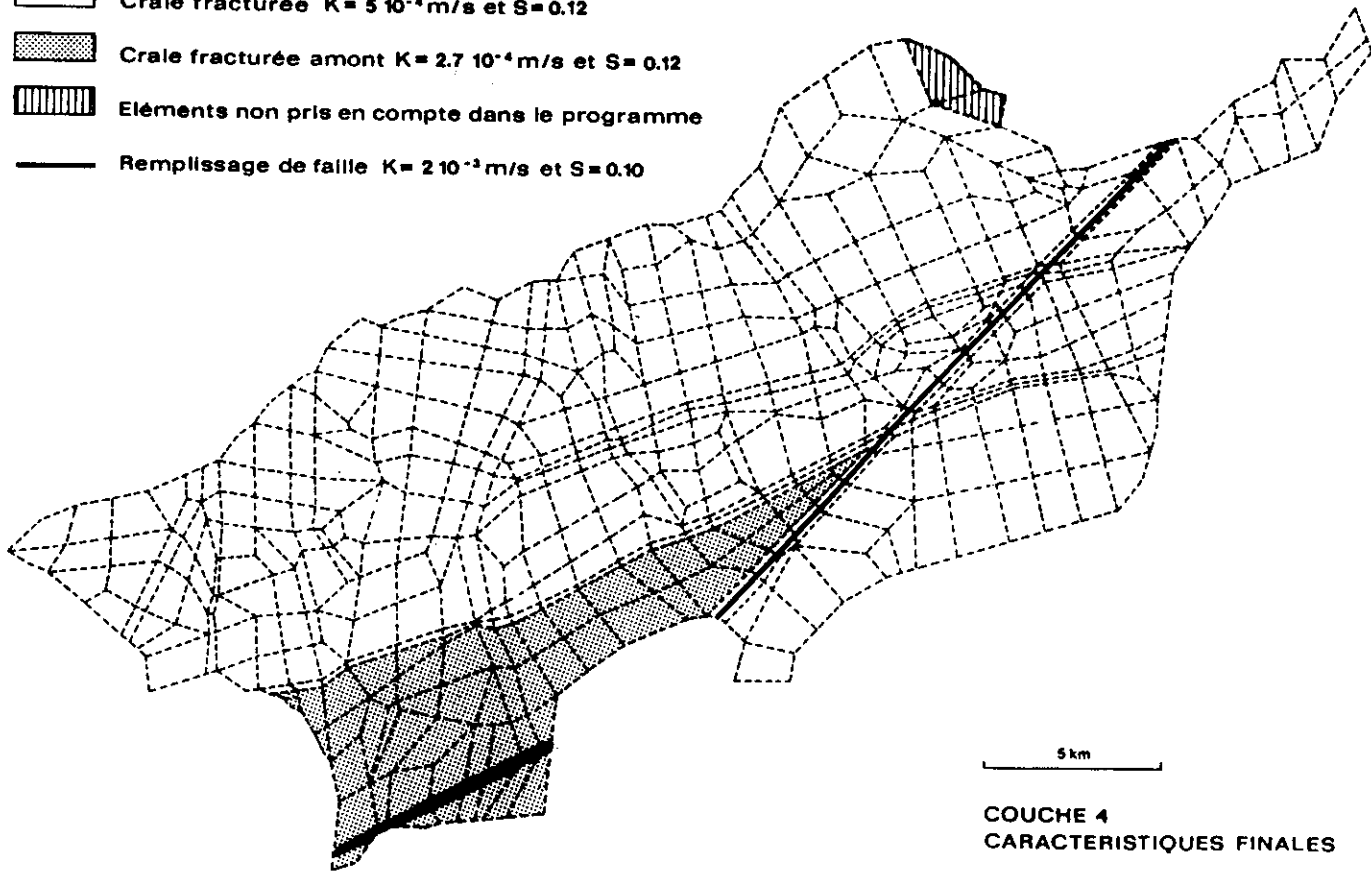 Craie fracturée K= 5 10⁻⁴ m/s et S=0.12
Craie fracturée amont K= 2.7 10⁻⁴ m/s et S= 0.12
Eléments non pris en compte dans le programme
Remplissage de faille K= 2 10⁻³ m/s et S=0.10
5 km
COUCHE 4
CARACTERISTIQUES FINALES